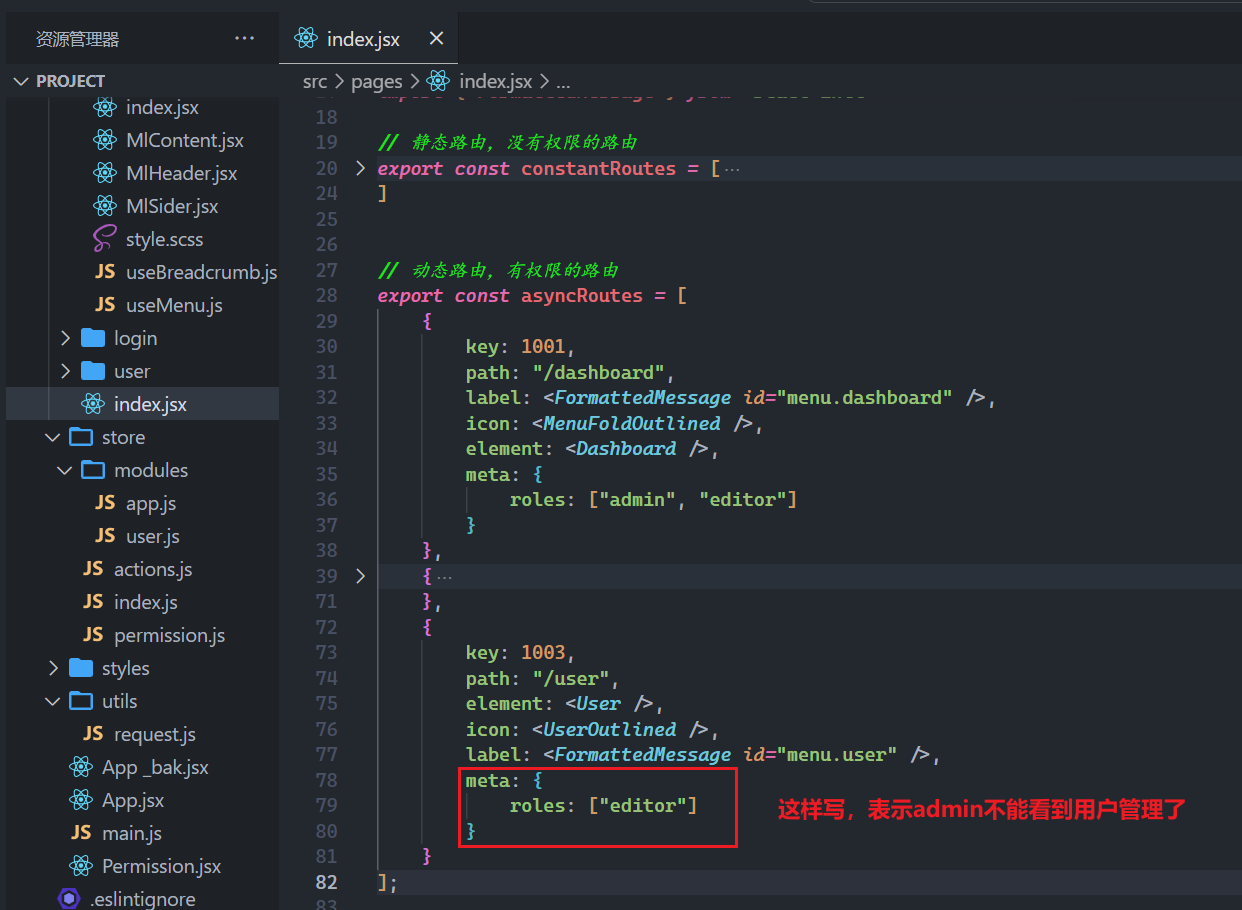 资源管理器
···
index.jsx
PROJECT
src > pages > index.jsx > ...
index.jsx
MlContent.jsx
MlHeader.jsx
MlSider.jsx
style.scss
JS useBreadcrumb.js
JS useMenu.js
login
user
index.jsx
store
modules
JS app.js
JS user.js
JS actions.js
JS index.js
JS permission.js
styles
utils
JS request.js
App _bak.jsx
App.jsx
JS main.js
Permission.jsx
.eslintignore
18
19 // 静态路由，没有权限的路由
20 export const constantRoutes = [···
24 ]
25
26
27 // 动态路由，有权限的路由
28 export const asyncRoutes = [
29 {
30 key: 1001,
31 path: "/dashboard",
32 label: <FormattedMessage id="menu.dashboard" />,
33 icon: <MenuFoldOutlined />,
34 element: <Dashboard />,
35 meta: {
36 roles: ["admin", "editor"]
37 }
38 },
39 {···
71 },
72 {
73 key: 1003,
74 path: "/user",
75 element: <User />,
76 icon: <UserOutlined />,
77 label: <FormattedMessage id="menu.user" />,
78 meta: {
79 roles: ["editor"]
这样写，表示admin不能看到用户管理了
80 }
81 }
82 ];
83